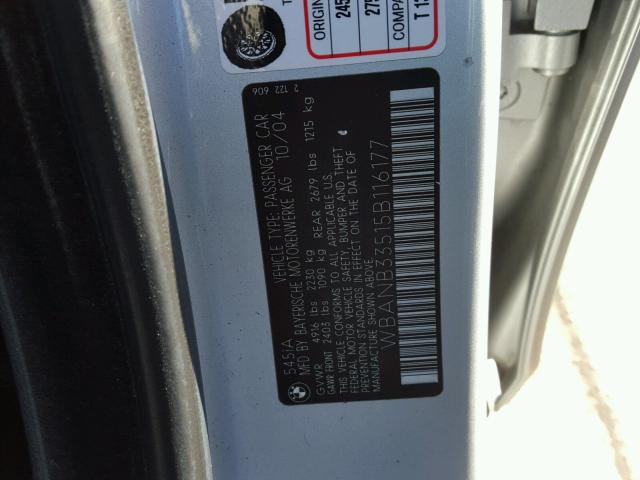 545iA VEHICLE TYPE: PASSENGER CAR
MFD BY BAYERISCHE MOTORENWERKE AG 10/04
GVWR 4916 lbs 2230 kg
GAWR FRONT 2403 lbs 1090 kg REAR 2679 lbs 1215 kg
THIS VEHICLE CONFORMS TO ALL APPLICABLE U.S.
FEDERAL MOTOR VEHICLE SAFETY, BUMPER AND THEFT
PREVENTION STANDARDS IN EFFECT ON THE DATE OF
MANUFACTURE SHOWN ABOVE.
WBANB33515B116177
2 122 606
ORIGIN
245
275
COMPA
T 13